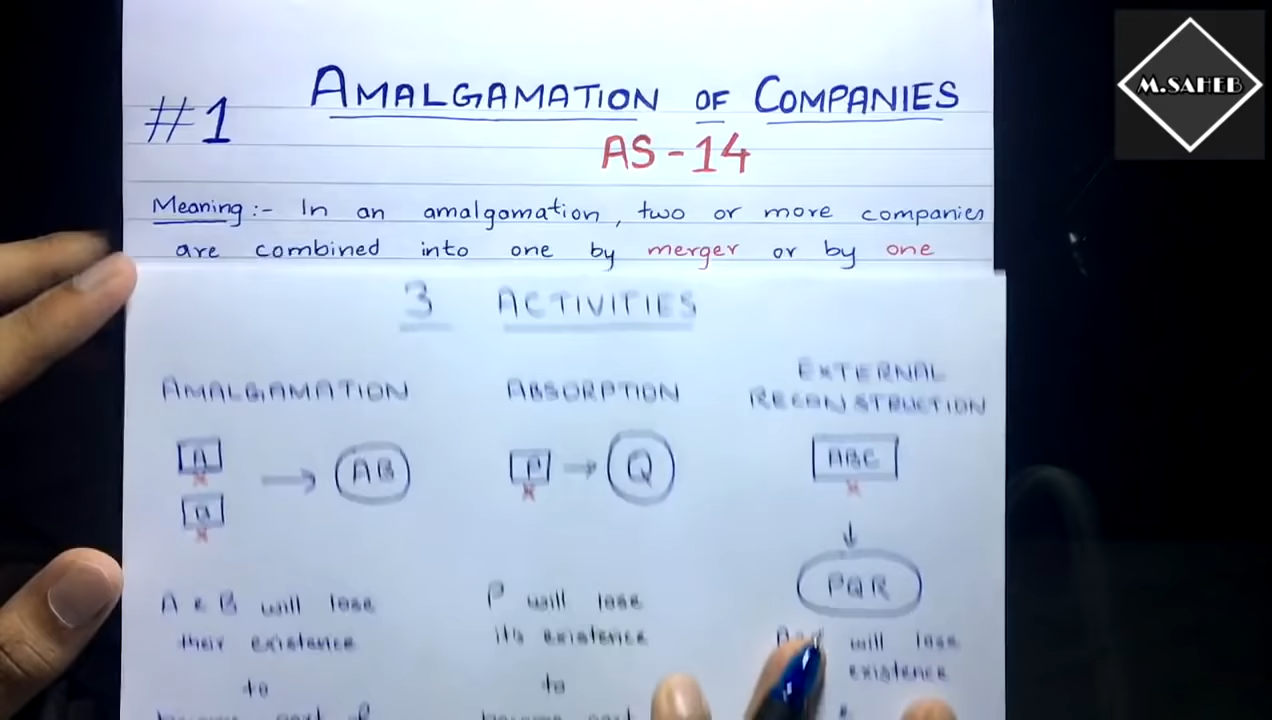 M.SAHEB
#1
AMALGAMATION OF COMPANIES
AS-14
Meaning :- In an amalgamation, two or more companies
are combined into one by merger or by one
3 ACTIVITIES
AMALGAMATION
A
B
AB
A & B will lose
their existence
to
ABSORPTION
P
Q
P will lose
it's existence
to
EXTERNAL
RECONSTRUCTION
ABC
PQR
will lose
existence